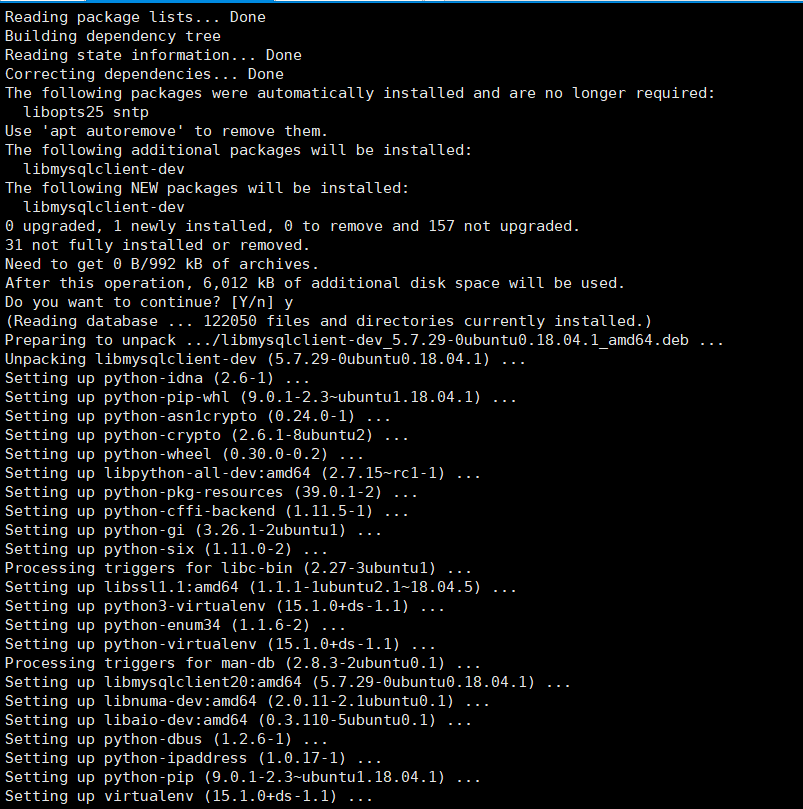 Reading package lists... Done
Building dependency tree
Reading state information... Done
Correcting dependencies... Done
The following packages were automatically installed and are no longer required:
  libopts25 sntp
Use 'apt autoremove' to remove them.
The following additional packages will be installed:
  libmysqlclient-dev
The following NEW packages will be installed:
  libmysqlclient-dev
0 upgraded, 1 newly installed, 0 to remove and 157 not upgraded.
31 not fully installed or removed.
Need to get 0 B/992 kB of archives.
After this operation, 6,012 kB of additional disk space will be used.
Do you want to continue? [Y/n] y
(Reading database ... 122050 files and directories currently installed.)
Preparing to unpack .../libmysqlclient-dev_5.7.29-0ubuntu0.18.04.1_amd64.deb ...
Unpacking libmysqlclient-dev (5.7.29-0ubuntu0.18.04.1) ...
Setting up python-idna (2.6-1) ...
Setting up python-pip-whl (9.0.1-2.3~ubuntu1.18.04.1) ...
Setting up python-asn1crypto (0.24.0-1) ...
Setting up python-crypto (2.6.1-8ubuntu2) ...
Setting up python-wheel (0.30.0-0.2) ...
Setting up libpython-all-dev:amd64 (2.7.15~rc1-1) ...
Setting up python-pkg-resources (39.0.1-2) ...
Setting up python-cffi-backend (1.11.5-1) ...
Setting up python-gi (3.26.1-2ubuntu1) ...
Setting up python-six (1.11.0-2) ...
Processing triggers for libc-bin (2.27-3ubuntu1) ...
Setting up libssl1.1:amd64 (1.1.1-1ubuntu2.1~18.04.5) ...
Setting up python3-virtualenv (15.1.0+ds-1.1) ...
Setting up python-enum34 (1.1.6-2) ...
Setting up python-virtualenv (15.1.0+ds-1.1) ...
Processing triggers for man-db (2.8.3-2ubuntu0.1) ...
Setting up libmysqlclient20:amd64 (5.7.29-0ubuntu0.18.04.1) ...
Setting up libnuma-dev:amd64 (2.0.11-2.1ubuntu0.1) ...
Setting up libaio-dev:amd64 (0.3.110-5ubuntu0.1) ...
Setting up python-dbus (1.2.6-1) ...
Setting up python-ipaddress (1.0.17-1) ...
Setting up python-pip (9.0.1-2.3~ubuntu1.18.04.1) ...
Setting up virtualenv (15.1.0+ds-1.1) ...